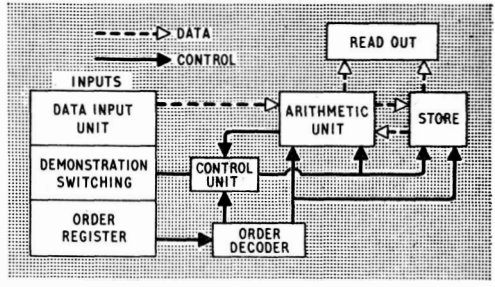 DATA
CONTROL
READ OUT
INPUTS
DATA INPUT
UNIT
ARITHMETIC
UNIT
STORE
DEMONSTRATION
SWITCHING
CONTROL
UNIT
ORDER
REGISTER
ORDER
DECODER